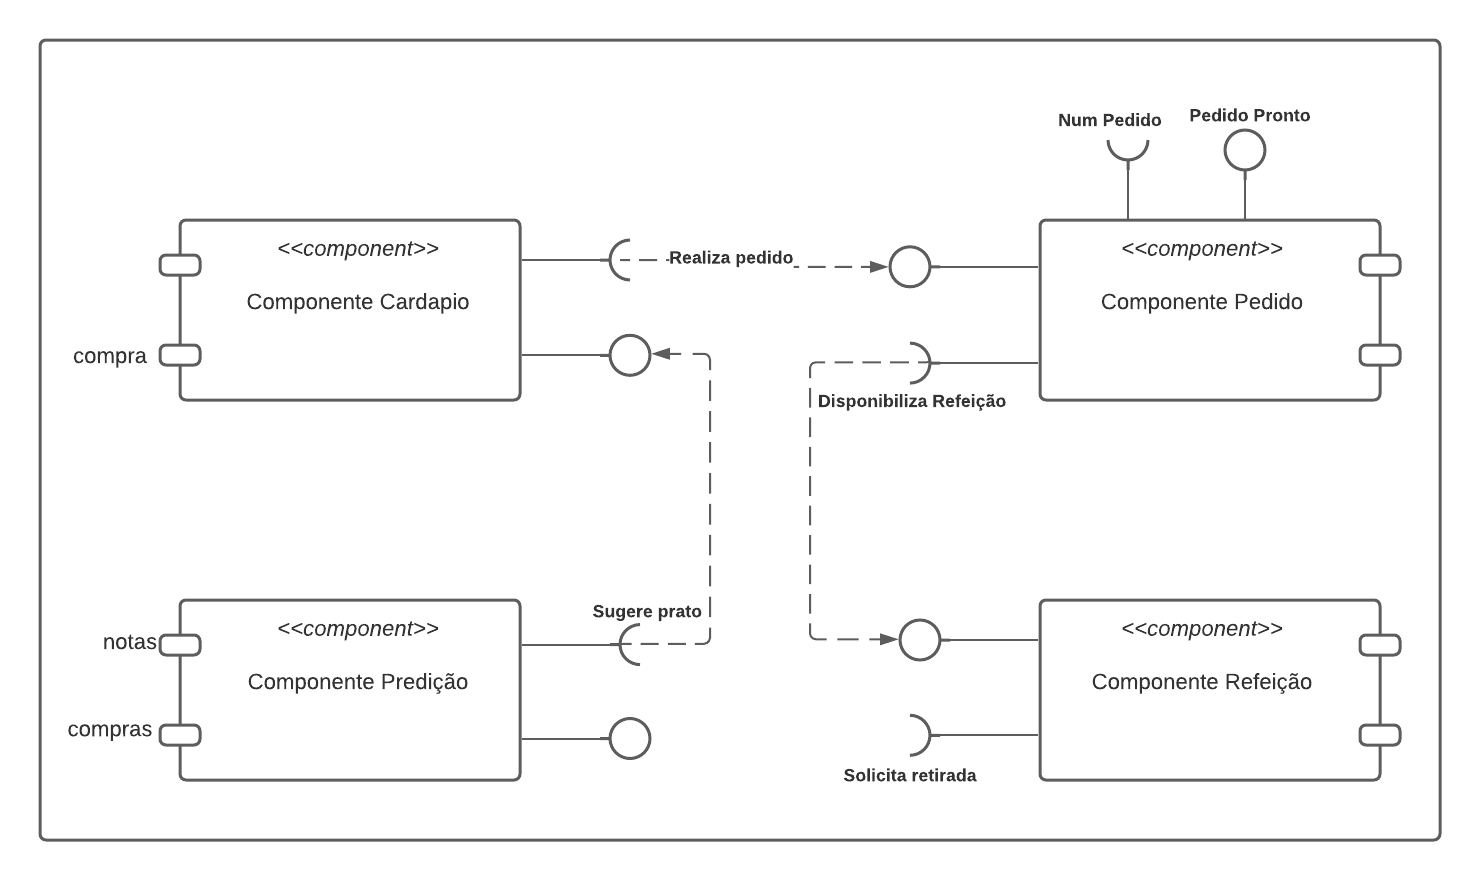 Num Pedido
Pedido Pronto
<<component>>
Componente Cardapio
compra
Realiza pedido
<<component>>
Componente Pedido
Disponibiliza Refeição
<<component>>
Componente Predição
notas
compras
Sugere prato
<<component>>
Componente Refeição
Solicita retirada